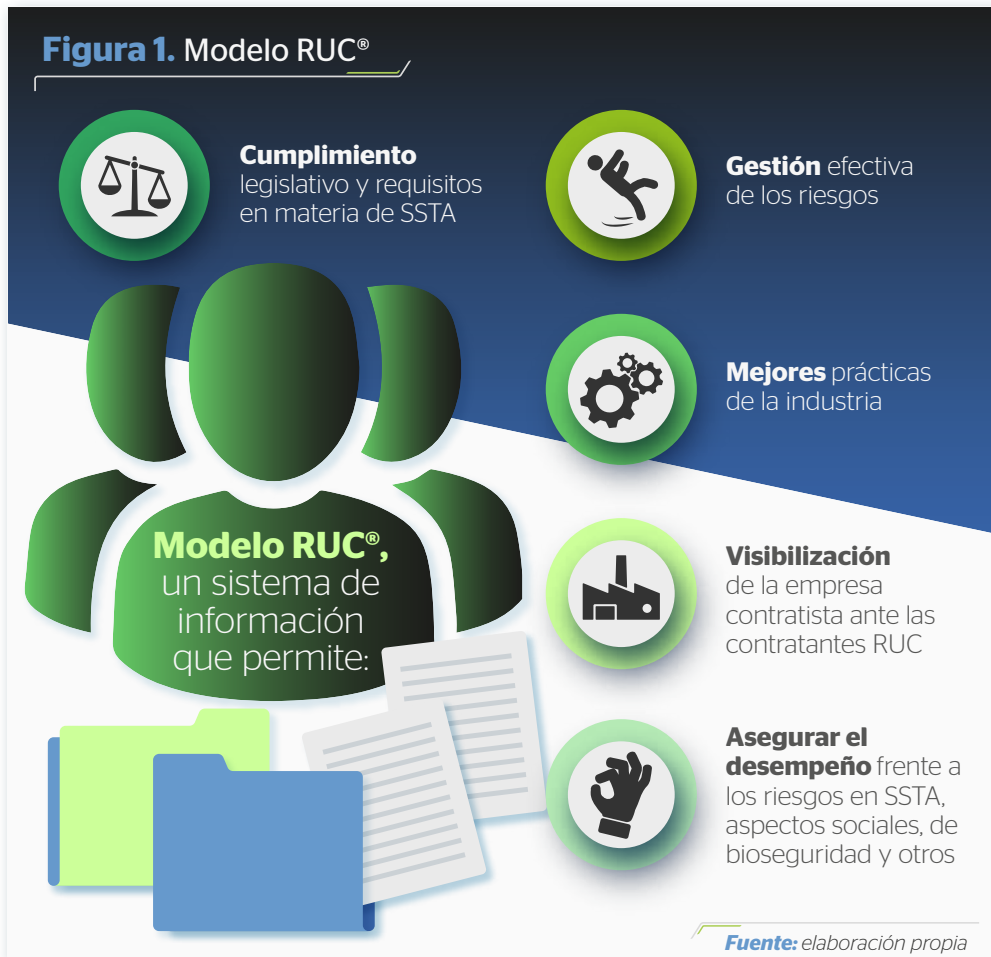 Figura 1. Modelo RUC®
Cumplimiento
legislativo y requisitos
en materia de SSTA
Gestión efectiva
de los riesgos
Mejores prácticas
de la industria
Modelo RUC®,
un sistema de
información
que permite:
Visibilización
de la empresa
contratista ante las
contratantes RUC
Asegurar el
desempeño frente a
los riesgos en SSTA,
aspectos sociales, de
bioseguridad y otros
Fuente: elaboración propia